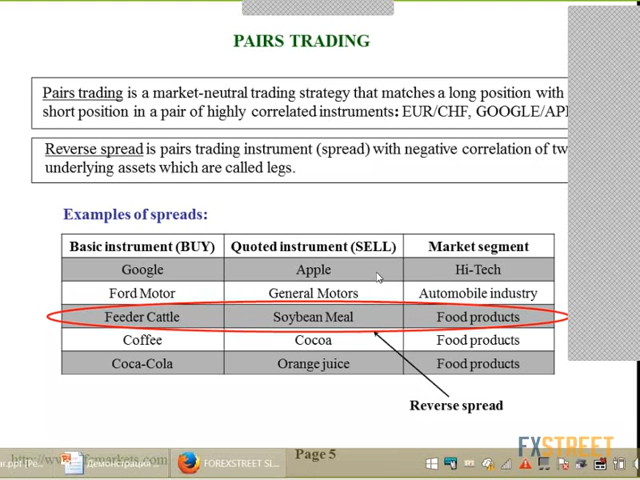 PAIRS TRADING
Pairs trading is a market-neutral trading strategy that matches a long position with
short position in a pair of highly correlated instruments: EUR/CHF, GOOGLE/APP
Reverse spread is pairs trading instrument (spread) with negative correlation of tw
underlying assets which are called legs.
Examples of spreads:
Basic instrument (BUY) Quoted instrument (SELL) Market segment
Google Apple Hi-Tech
Ford Motor General Motors Automobile industry
Feeder Cattle Soybean Meal Food products
Coffee Cocoa Food products
Coca-Cola Orange juice Food products
Reverse spread
FXSTREET
Page 5
Демонстрация ... FOREXSTREET SL...